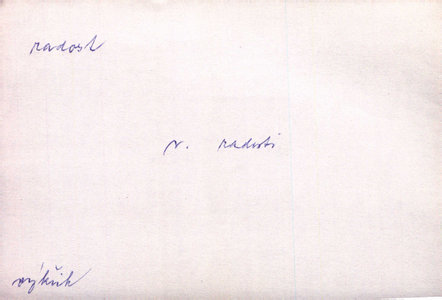 radost
v. radosti
výkřik